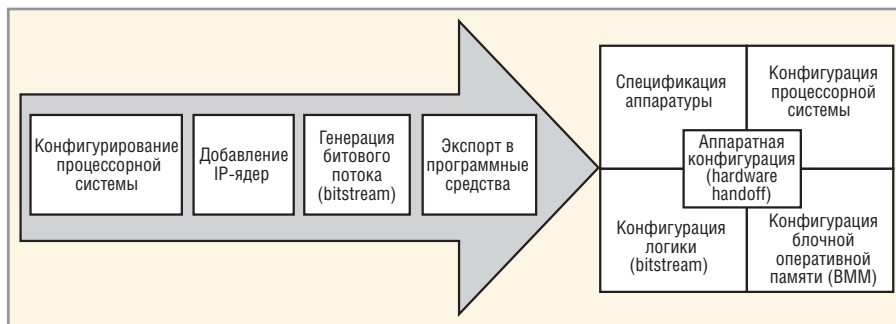 Конфигурирование
процессорной
системы
Добавление
IP-ядер
Генерация
битового
потока
(bitstream)
Экспорт в
программные
средства
Спецификация
аппаратуры
Конфигурация
процессорной
системы
Аппаратная
конфигурация
(hardware
handoff)
Конфигурация
логики
(bitstream)
Конфигурация
блочной
оперативной
памяти (BMM)